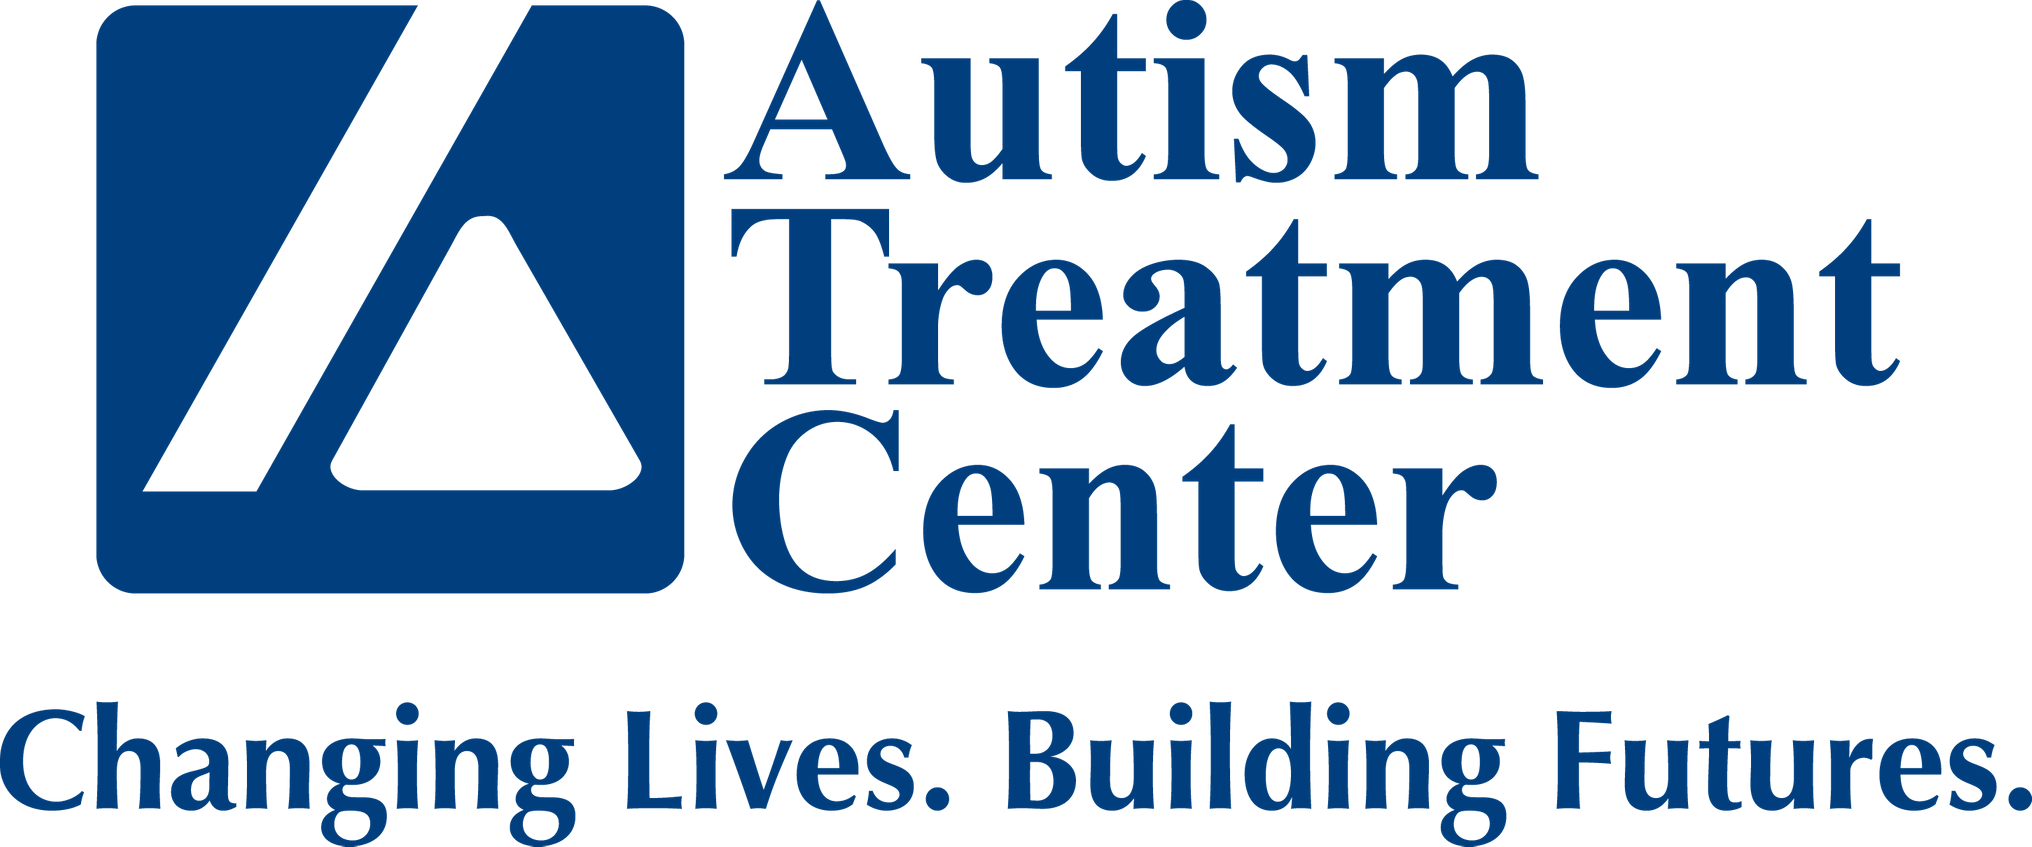 Autism
Treatment
Center
Changing Lives. Building Futures.